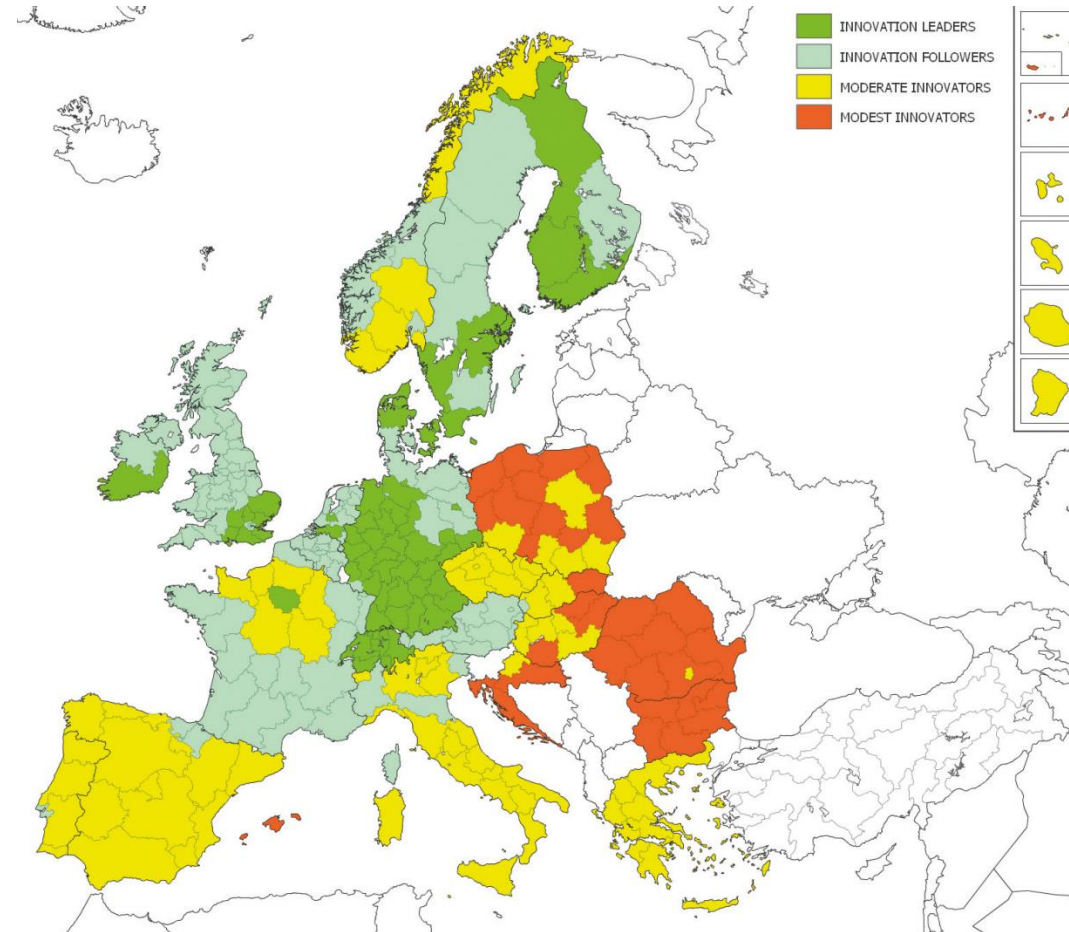 INNOVATION LEADERS
INNOVATION FOLLOWERS
MODERATE INNOVATORS
MODEST INNOVATORS